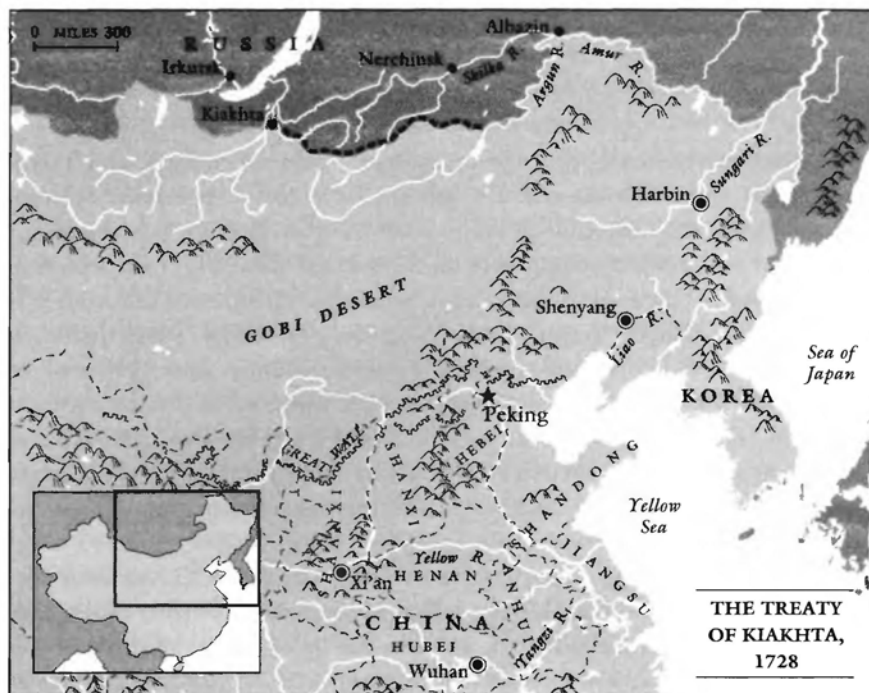 0 MILES 300
RUSSIA
Albazin
Nerchinsk
Shilka R.
Argun R.
Amur R.
Irkutsk
Kiakhta
Sungari R.
Harbin
GOBI DESERT
Shenyang
Liao R.
Sea of
Japan
KOREA
Peking
GREAT WALL
SHANXI
HEBEI
SHANDONG
Yellow
Sea
SHAANXI
Xi'an
Yellow R.
HENAN
ANHUI
JIANGSU
CHINA
HUBEI
Yangzi R.
Wuhan
THE TREATY
OF KIAKHTA,
1728